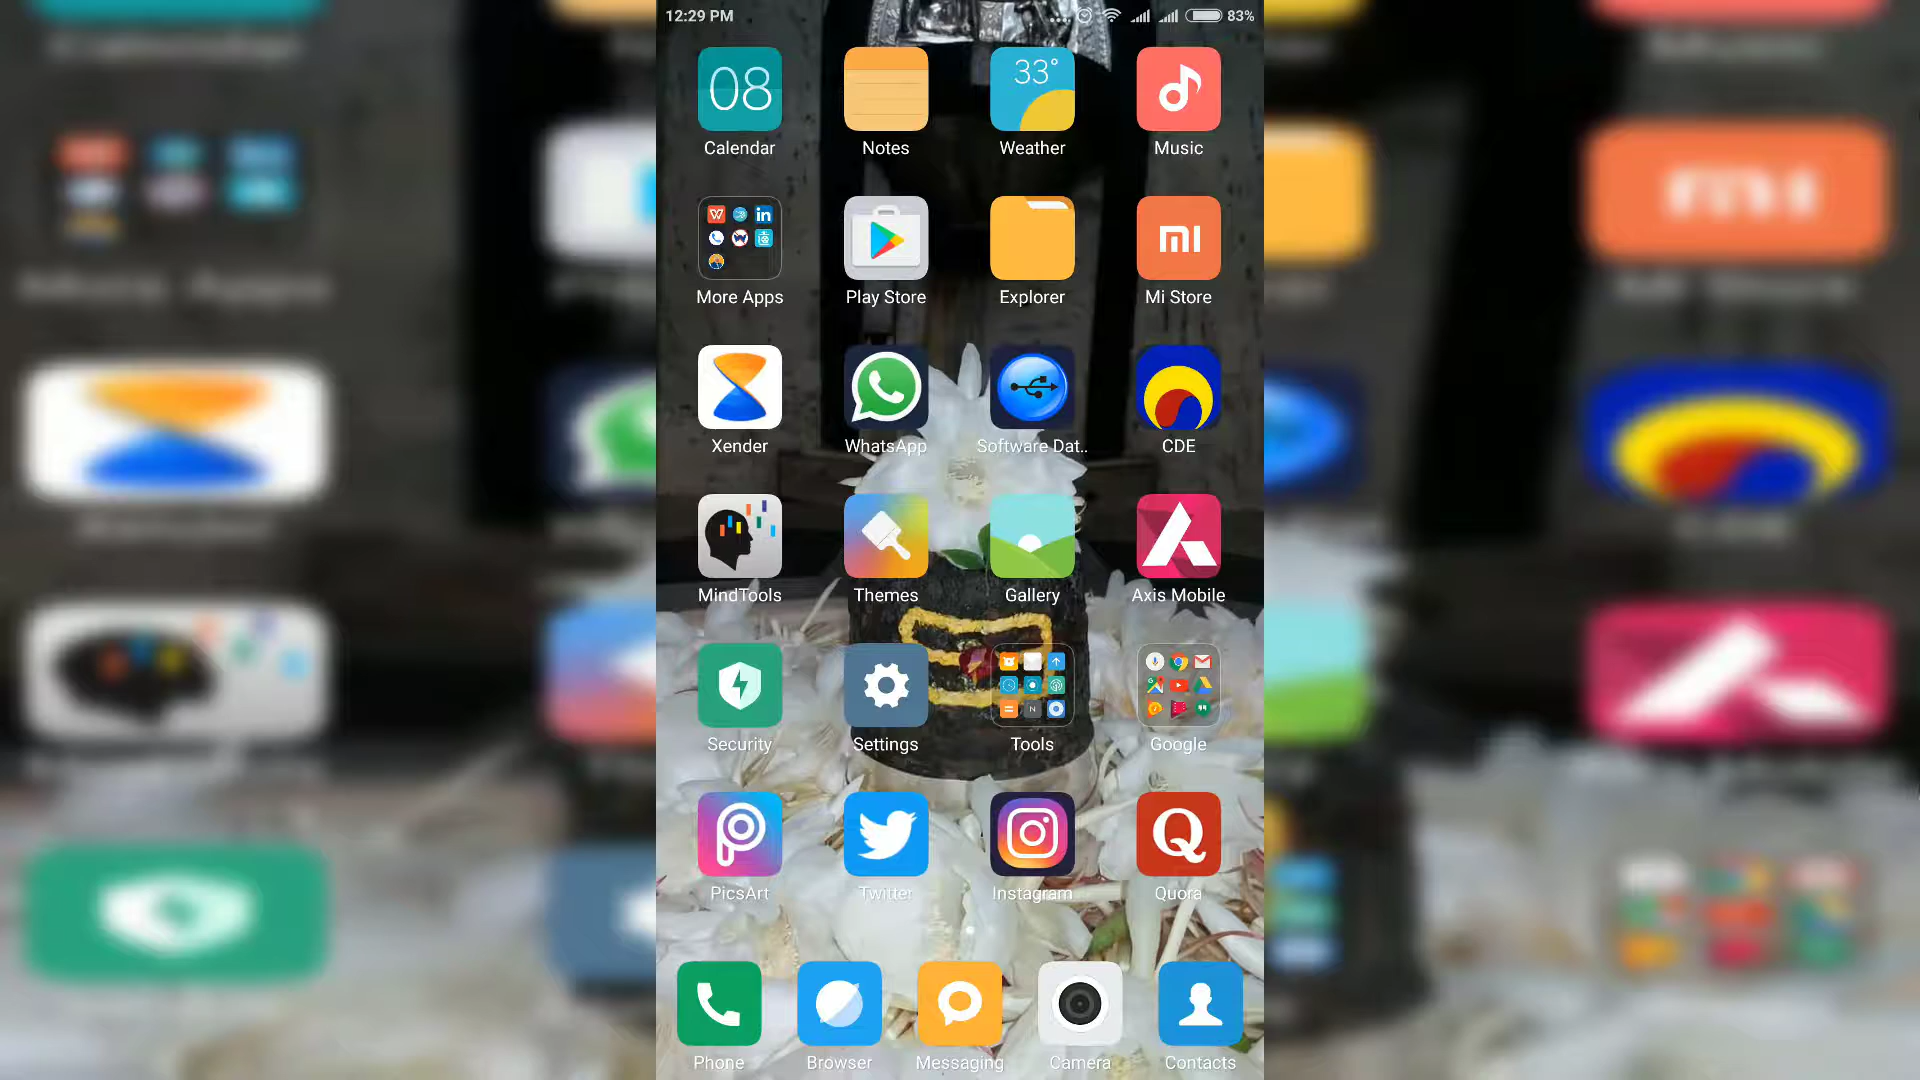 12:29 PM 83%
08 33°
Calendar Notes Weather Music
More Apps Play Store Explorer Mi Store
Xender WhatsApp Software Dat.. CDE
MindTools Themes Gallery Axis Mobile
Security Settings Tools Google
PicsArt Twitter Instagram Quora
Phone Browser Messaging Camera Contacts